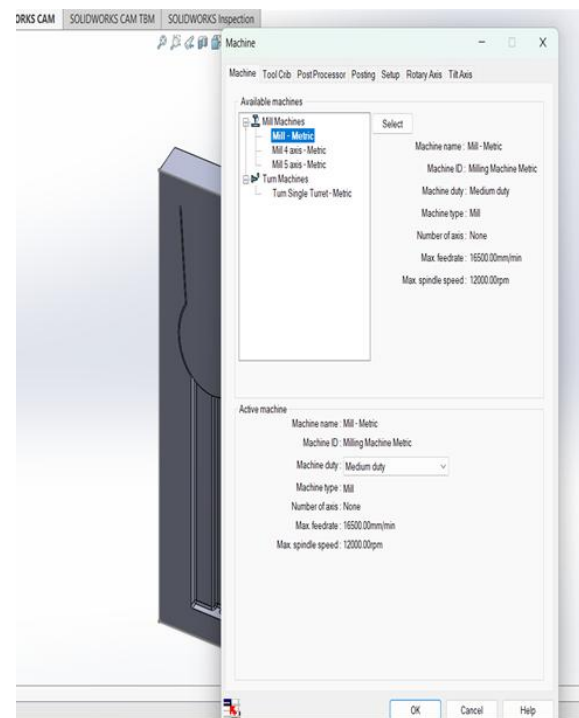 ORKS CAM SOLIDWORKS CAM TBM SOLIDWORKS Inspection
Machine
Machine Tool Crib Post Processor Posting Setup Rotary Axis Tilt Axis
Available machines
Mill Machines
Mill - Metric
Mill 4 axis - Metric
Mill 5 axis - Metric
Turn Machines
Turn Single Turret - Metric
Select
Machine name : Mill - Metric
Machine ID : Milling Machine Metric
Machine duty : Medium duty
Machine type : Mill
Number of axis : None
Max. feedrate : 16500.00mm/min
Max. spindle speed : 12000.00rpm
Active machine
Machine name : Mill - Metric
Machine ID : Milling Machine Metric
Machine duty : Medium duty
Machine type : Mill
Number of axis : None
Max. feedrate : 16500.00mm/min
Max. spindle speed : 12000.00rpm
OK Cancel Help